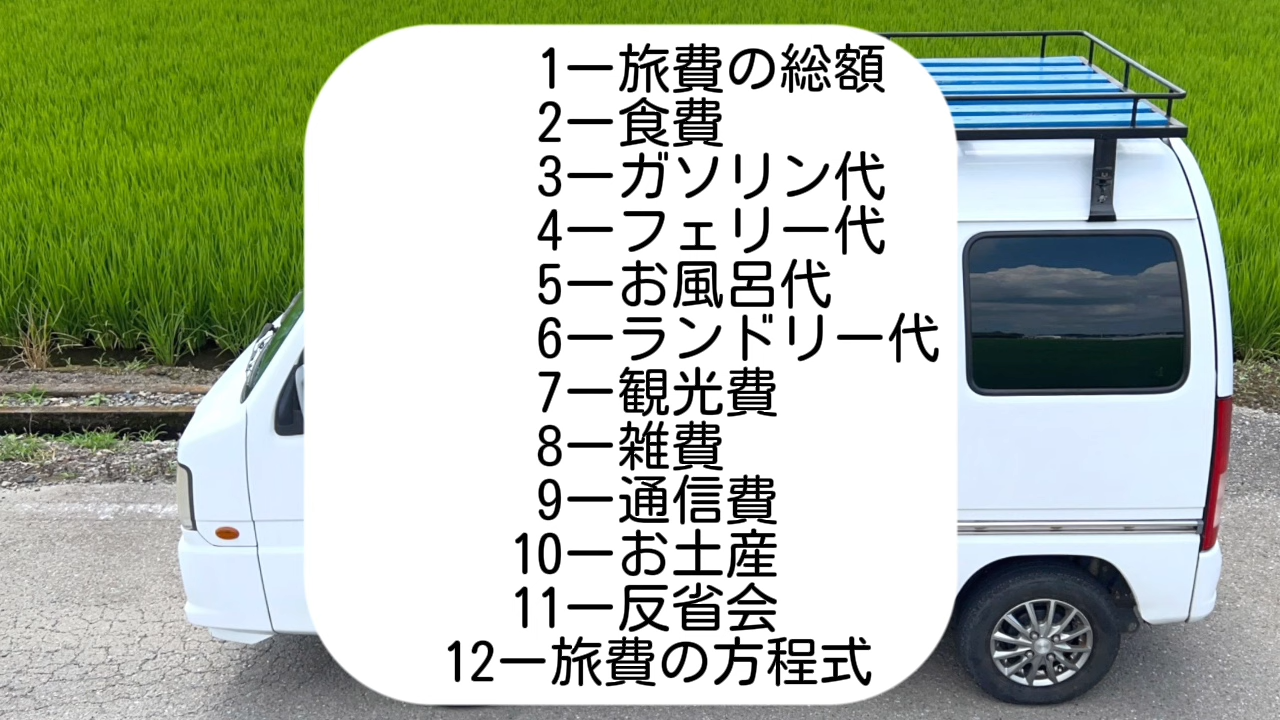 1ー旅費の総額
2ー食費
3ーガソリン代
4ーフェリー代
5ーお風呂代
6ーランドリー代
7ー観光費
8ー雑費
9ー通信費
10ーお土産
11ー反省会
12ー旅費の方程式